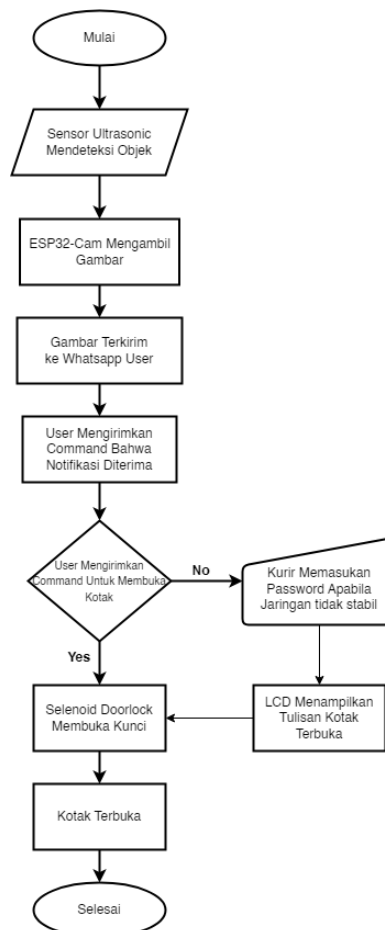 Mulai
Sensor Ultrasonic
Mendeteksi Objek
ESP32-Cam Mengambil
Gambar
Gambar Terkirim
ke Whatsapp User
User Mengirimkan
Command Bahwa
Notifikasi Diterima
User Mengirimkan
Command Untuk Membuka
Kotak
No
Kurir Memasukan
Password Apabila
Jaringan tidak stabil
Yes
Selenoid Doorlock
Membuka Kunci
LCD Menampilkan
Tulisan Kotak
Terbuka
Kotak Terbuka
Selesai